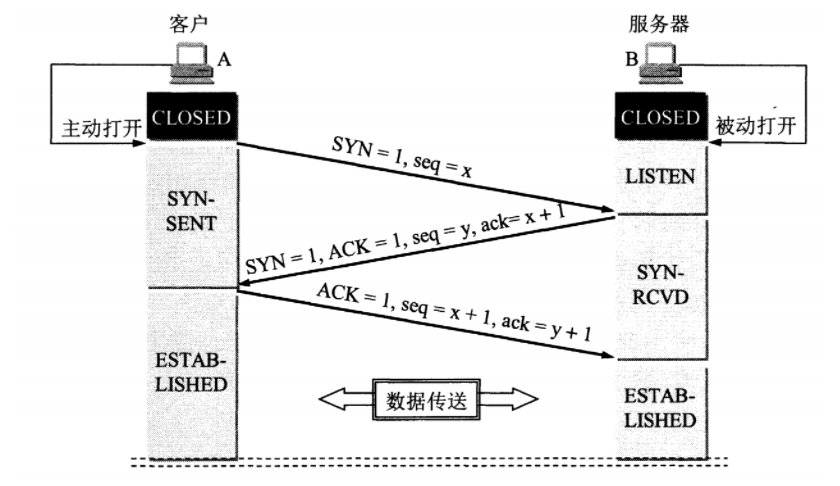 客户
服务器
A
B
CLOSED
CLOSED
主动打开
被动打开
SYN = 1, seq = x
LISTEN
SYN-
SENT
SYN = 1, ACK = 1, seq = y, ack= x + 1
SYN-
RCVD
ACK = 1, seq = x + 1, ack = y + 1
ESTAB-
LISHED
数据传送
ESTAB-
LISHED